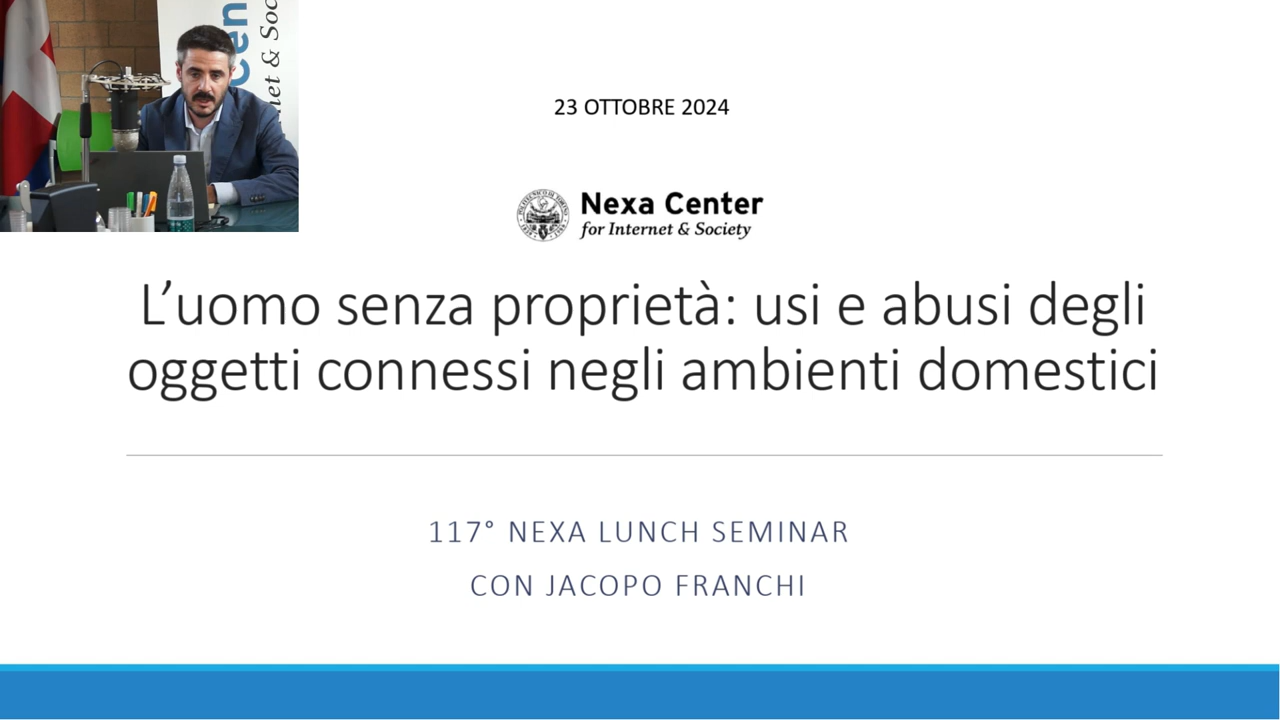 23 OTTOBRE 2024
Nexa Center
for Internet & Society
L’uomo senza proprietà: usi e abusi degli
oggetti connessi negli ambienti domestici
117° NEXA LUNCH SEMINAR
CON JACOPO FRANCHI